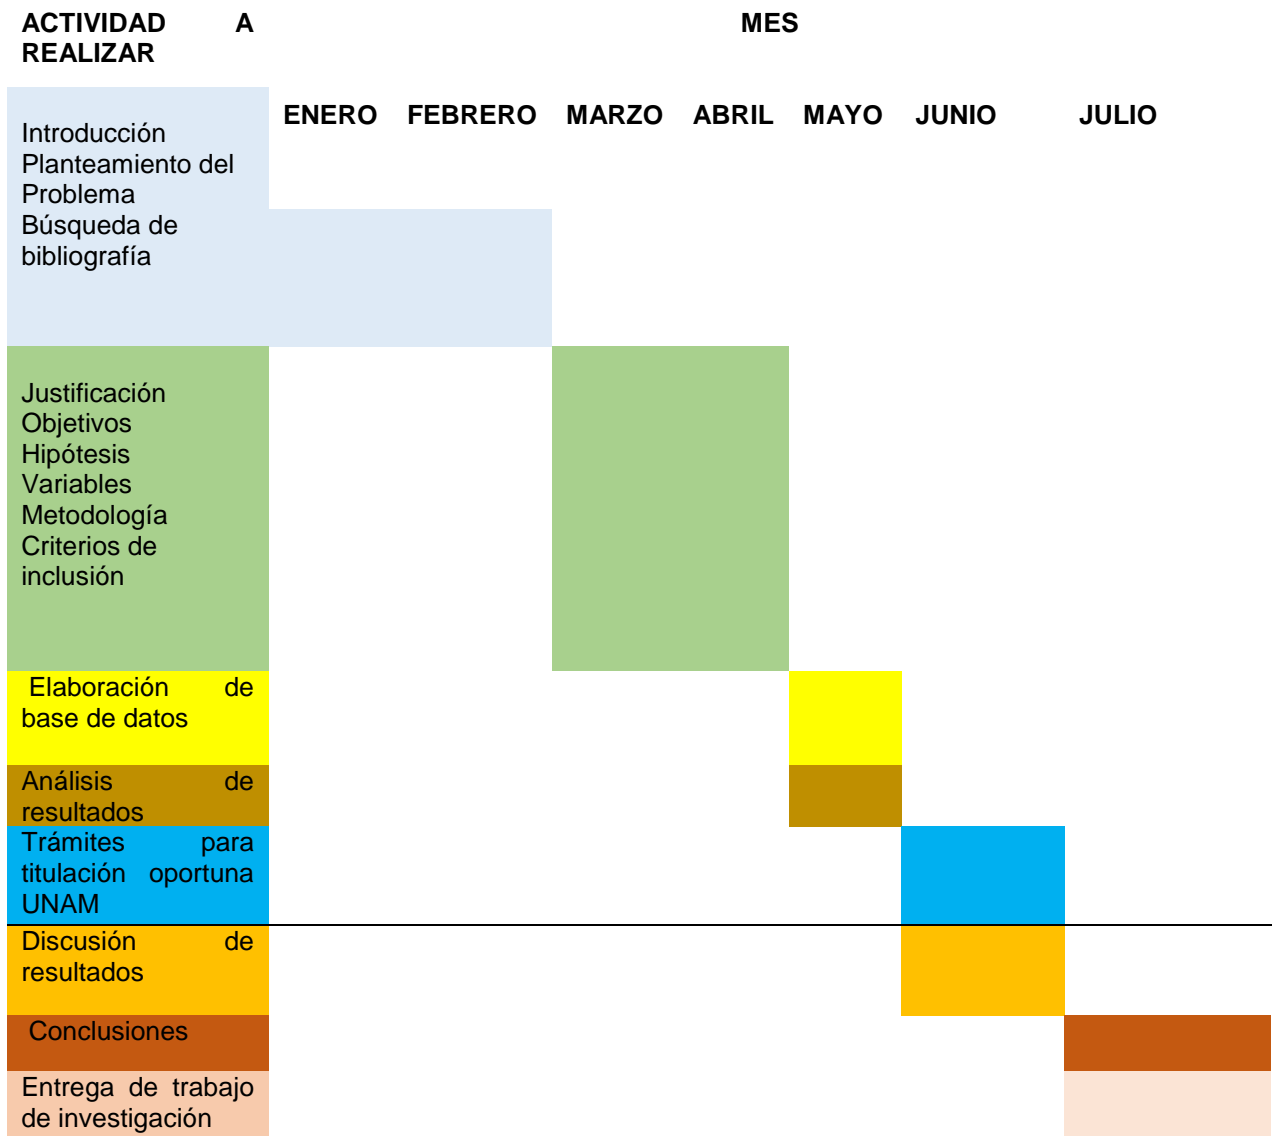 ACTIVIDAD A
REALIZAR
MES
ENERO FEBRERO MARZO ABRIL MAYO JUNIO JULIO
Introducción
Planteamiento del
Problema
Búsqueda de
bibliografía
Justificación
Objetivos
Hipótesis
Variables
Metodología
Criterios de
inclusión
Elaboración de
base de datos
Análisis de
resultados
Trámites para
titulación oportuna
UNAM
Discusión de
resultados
Conclusiones
Entrega de trabajo
de investigación